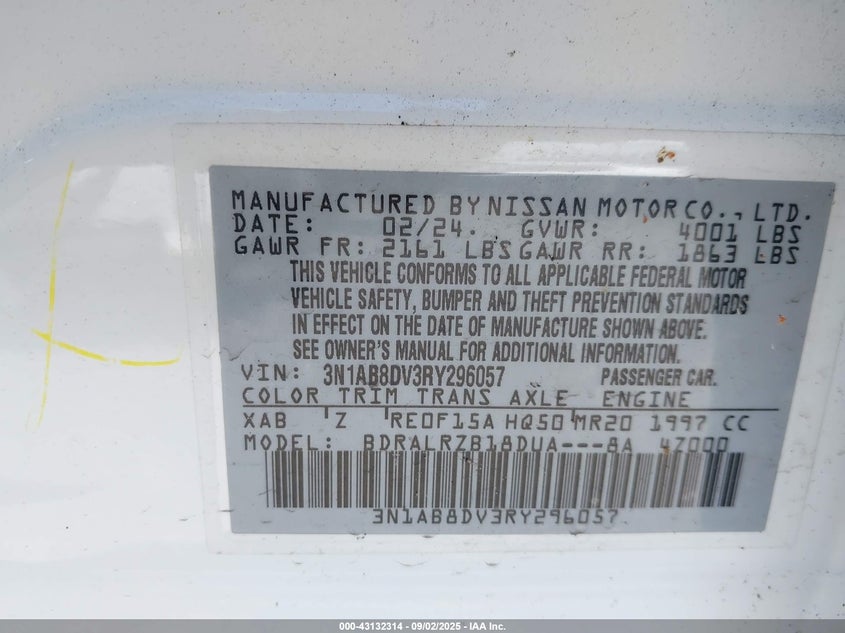 MANUFACTURED BY NISSAN MOTOR CO., LTD.
DATE: 02/24. GVWR: 4001 LBS
GAWR FR: 2161 LBS GAWR RR: 1863 LBS
THIS VEHICLE CONFORMS TO ALL APPLICABLE FEDERAL MOTOR
VEHICLE SAFETY, BUMPER AND THEFT PREVENTION STANDARDS
IN EFFECT ON THE DATE OF MANUFACTURE SHOWN ABOVE.
SEE OWNER'S MANUAL FOR ADDITIONAL INFORMATION.
VIN: 3N1AB8DV3RY296057 PASSENGER CAR.
COLOR TRIM TRANS AXLE ENGINE
XAB Z RE0F15A HQ50 MR20 1997 CC
MODEL: BDRALRZB18DUA---8A 4Z000
3N1AB8DV3RY296057
000-43132314 - 09/02/2025 - IAA Inc.